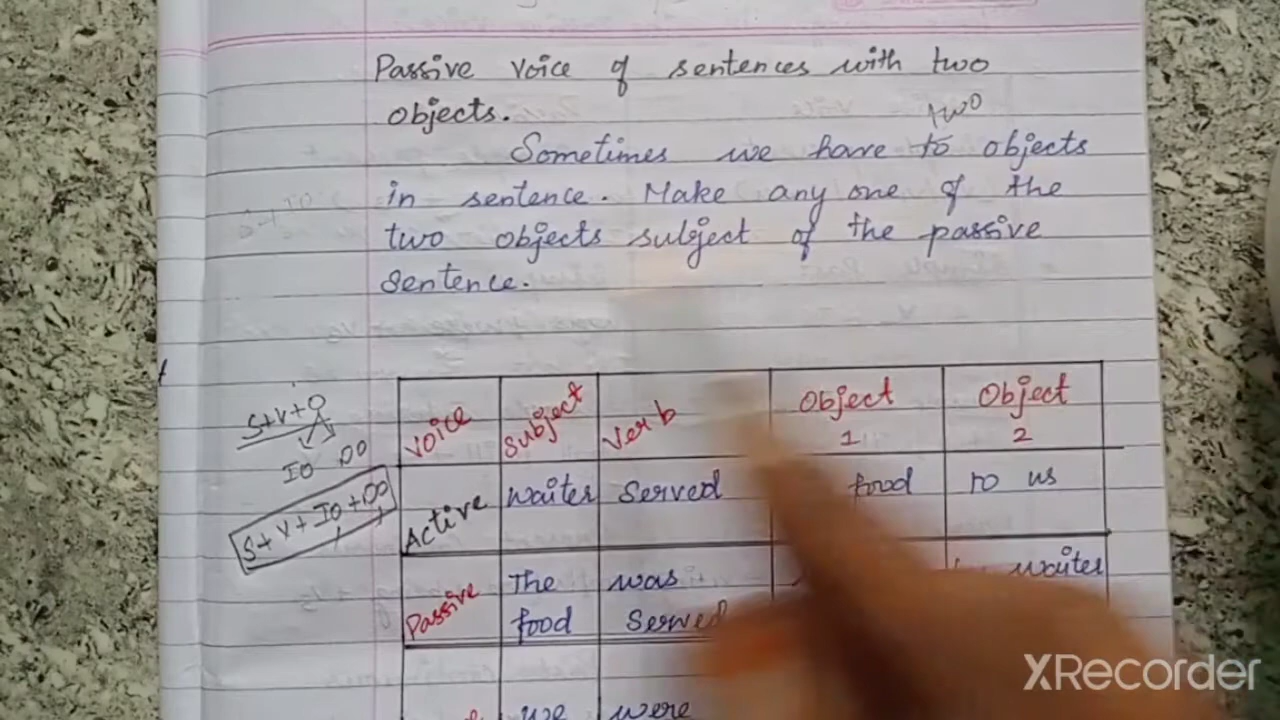 Passive voice of sentences with two
objects.
two
Sometimes we have to objects
in sentence. Make any one of the
two objects subject of the passive
sentence.
S+V+O
IO DO
S+V+IO+DO
Voice Subject Verb Object 1 Object 2
Active Waiter Served food to us
Passive The food was Served waiter
we were
XRecorder